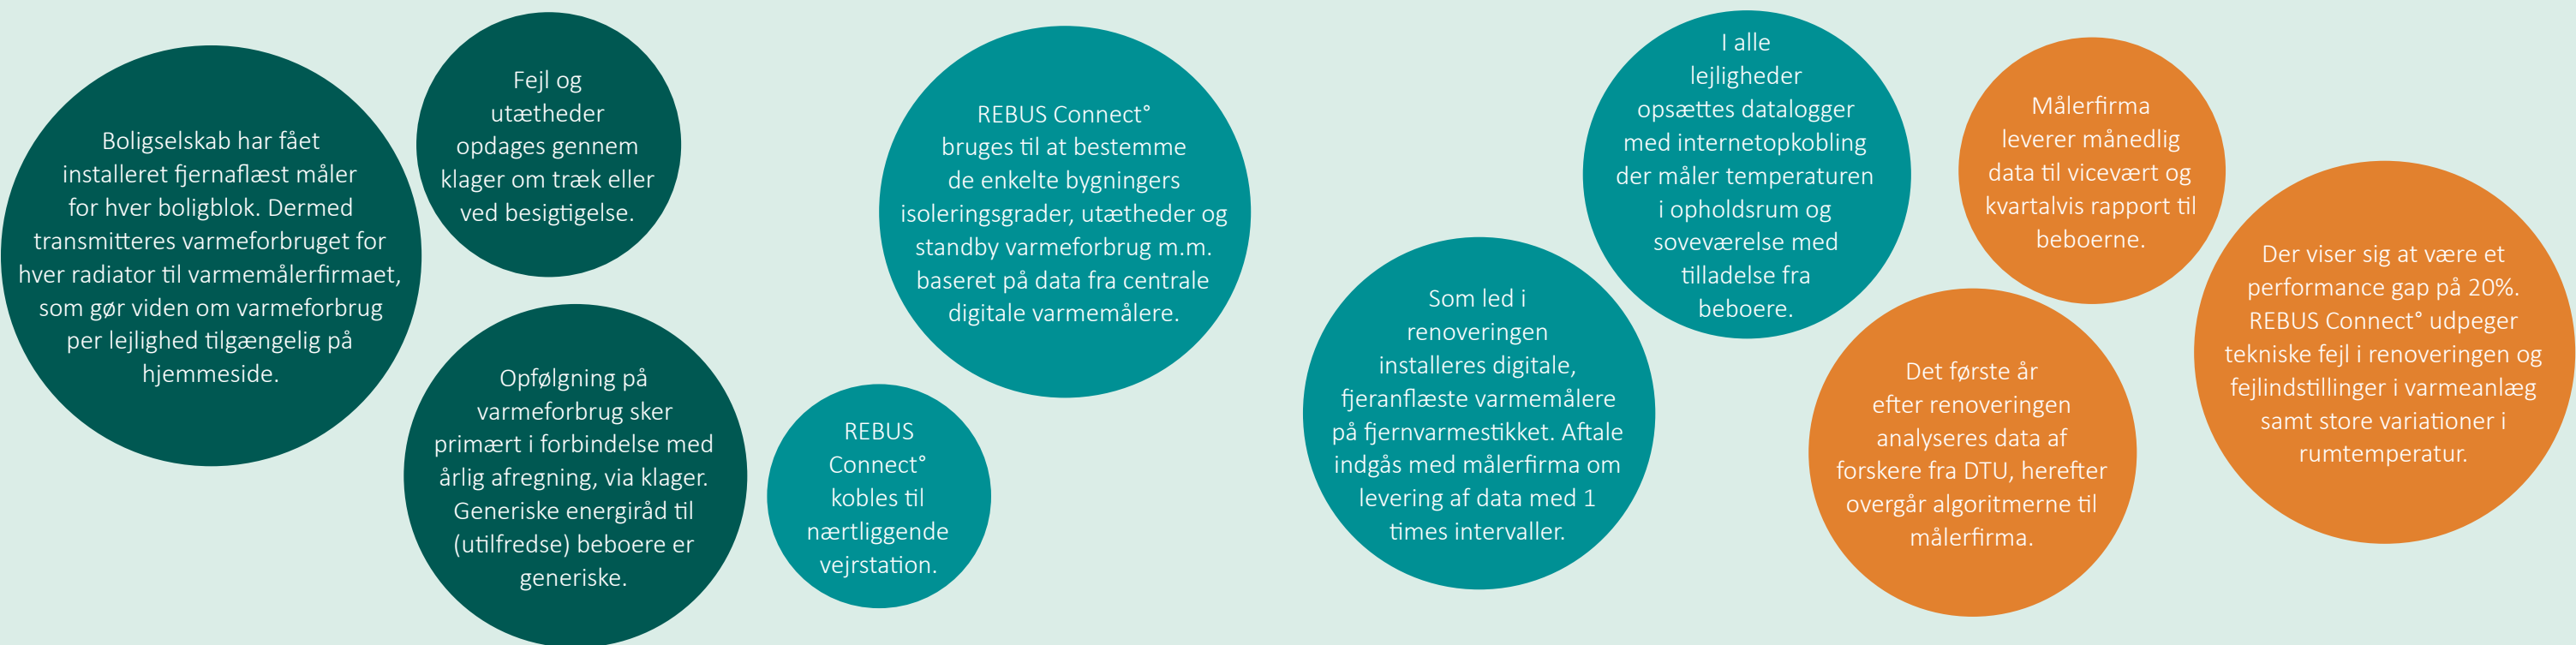 Boligselskab har fået
installeret fjernaflæst måler
for hver boligblok. Dermed
transmitteres varmeforbruget for
hver radiator til varmemålerfirmaet,
som gør viden om varmeforbrug
per lejlighed tilgængelig på
hjemmeside.
Fejl og
utætheder
opdages gennem
klager om træk eller
ved besigtigelse.
Opfølgning på
varmeforbrug sker
primært i forbindelse med
årlig afregning, via klager.
Generiske energiråd til
(utilfredse) beboere er
generiske.
REBUS
Connect°
kobles til
nærtliggende
vejrstation.
REBUS Connect°
bruges til at bestemme
de enkelte bygningers
isoleringsgrader, utætheder og
standby varmeforbrug m.m.
baseret på data fra centrale
digitale varmemålere.
Som led i
renoveringen
installeres digitale,
fjeranflæste varmemålere
på fjernvarmestikket. Aftale
indgås med målerfirma om
levering af data med 1
times intervaller.
I alle
lejligheder
opsættes datalogger
med internetopkobling
der måler temperaturen
i opholdsrum og
soveværelse med
tilladelse fra
beboere.
Målerfirma
leverer månedlig
data til vicevært og
kvartalvis rapport til
beboerne.
Det første år
efter renoveringen
analyseres data af
forskere fra DTU, herefter
overgår algoritmerne til
målerfirma.
Der viser sig at være et
performance gap på 20%.
REBUS Connect° udpeger
tekniske fejl i renoveringen og
fejlindstillinger i varmeanlæg
samt store variationer i
rumtemperatur.